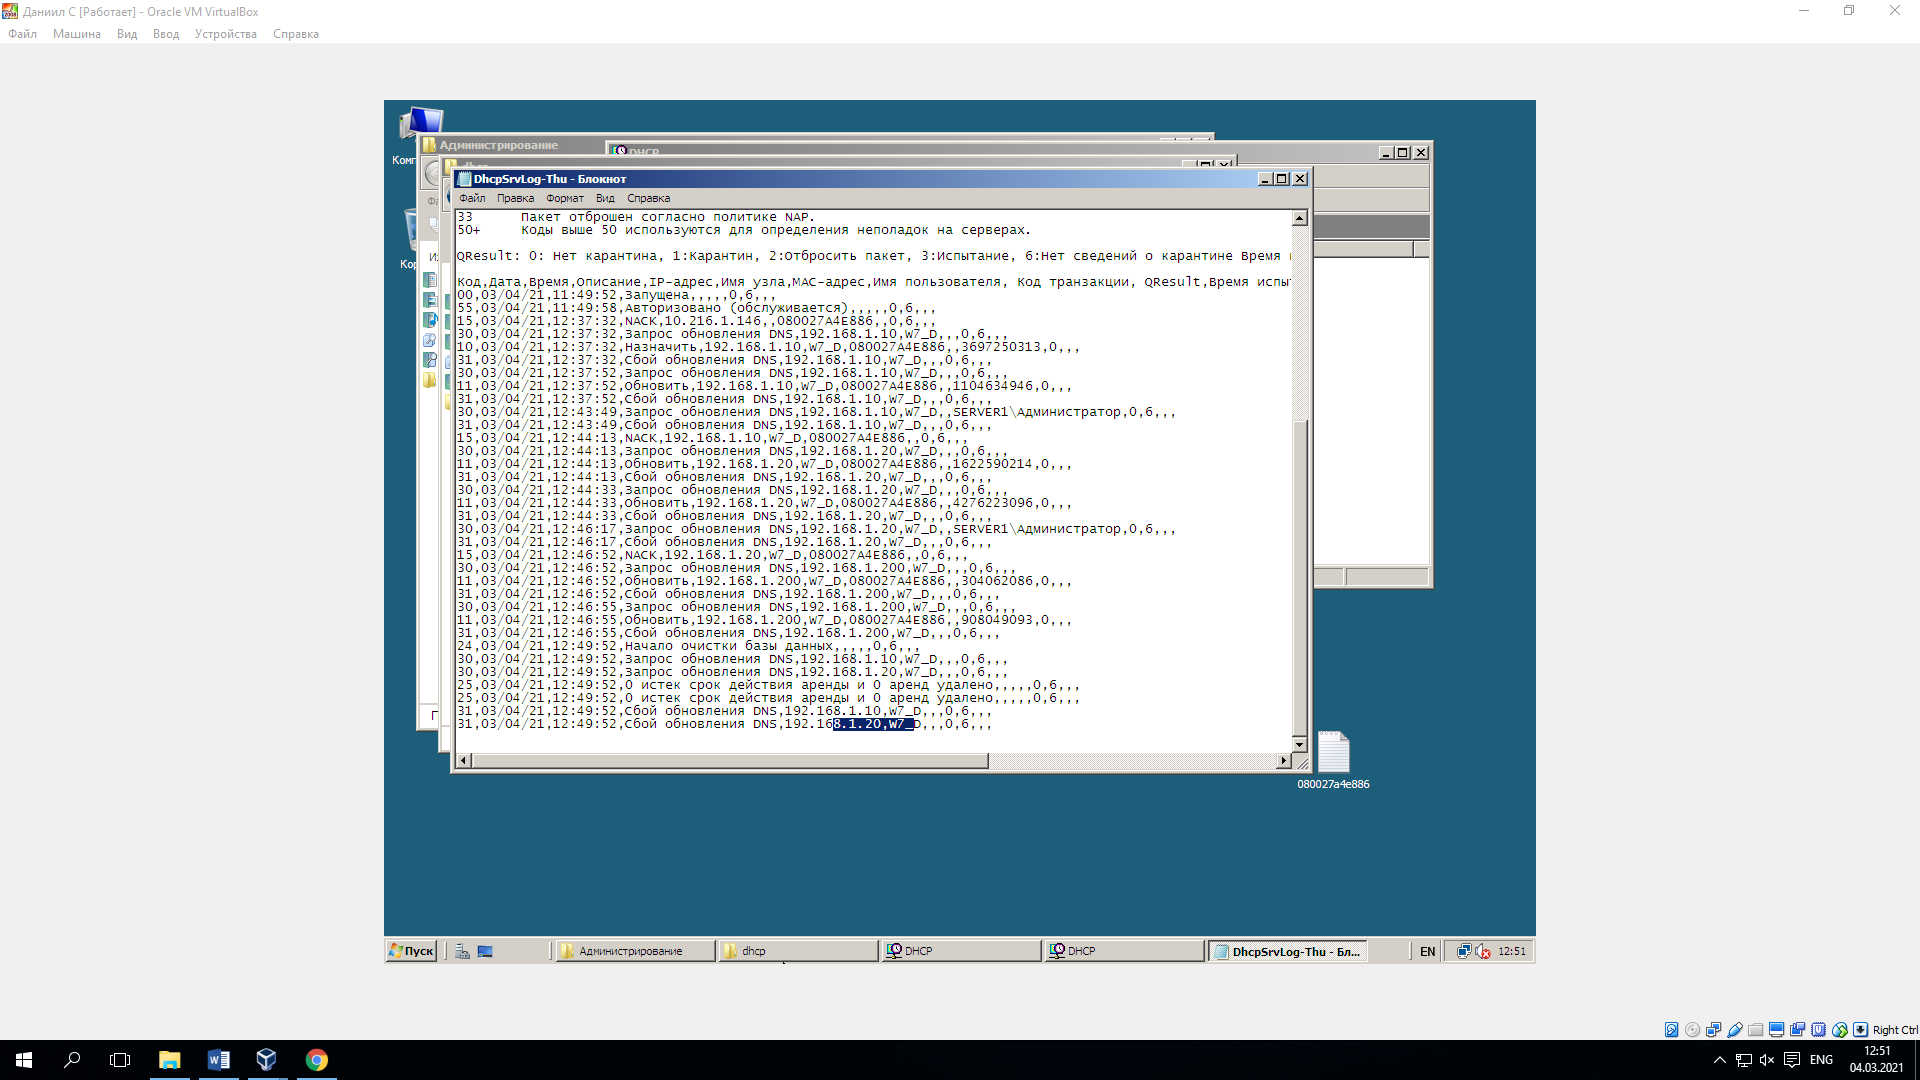 Даниил С [Работает] - Oracle VM VirtualBox
Файл Машина Вид Ввод Устройства Справка
Администрирование
DHCP
dhcp
DhcpSrvLog-Thu - Блокнот
Файл Правка Формат Вид Справка
33 Пакет отброшен согласно политике NAP.
50+ Коды выше 50 используются для определения неполадок на серверах.
QResult: 0: Нет карантина, 1:Карантин, 2:Отбросить пакет, 3:Испытание, 6:Нет сведений о карантине Время
Код,Дата,Время,Описание,IP-адрес,Имя узла,MAC-адрес,Имя пользователя, Код транзакции, QResult,Время испы
00,03/04/21,11:49:52,Запущена,,,,,0,6,,,
55,03/04/21,11:49:58,Авторизовано (обслуживается),,,,,0,6,,,
15,03/04/21,12:37:32,NACK,10.216.1.146,,080027A4E886,,0,6,,,
30,03/04/21,12:37:32,Запрос обновления DNS,192.168.1.10,W7_D,,,0,6,,,
10,03/04/21,12:37:32,Назначить,192.168.1.10,W7_D,080027A4E886,,3697250313,0,,,
31,03/04/21,12:37:32,Сбой обновления DNS,192.168.1.10,W7_D,,,0,6,,,
30,03/04/21,12:37:52,Запрос обновления DNS,192.168.1.10,W7_D,,,0,6,,,
11,03/04/21,12:37:52,Обновить,192.168.1.10,W7_D,080027A4E886,,1104634946,0,,,
31,03/04/21,12:37:52,Сбой обновления DNS,192.168.1.10,W7_D,,,0,6,,,
30,03/04/21,12:43:49,Запрос обновления DNS,192.168.1.10,W7_D,,SERVER1\Администратор,0,6,,,
31,03/04/21,12:43:49,Сбой обновления DNS,192.168.1.10,W7_D,,,0,6,,,
15,03/04/21,12:44:13,NACK,192.168.1.10,W7_D,080027A4E886,,0,6,,,
30,03/04/21,12:44:13,Запрос обновления DNS,192.168.1.20,W7_D,,,0,6,,,
11,03/04/21,12:44:13,Обновить,192.168.1.20,W7_D,080027A4E886,,1622590214,0,,,
31,03/04/21,12:44:13,Сбой обновления DNS,192.168.1.20,W7_D,,,0,6,,,
30,03/04/21,12:44:33,Запрос обновления DNS,192.168.1.20,W7_D,,,0,6,,,
11,03/04/21,12:44:33,Обновить,192.168.1.20,W7_D,080027A4E886,,4276223096,0,,,
31,03/04/21,12:44:33,Сбой обновления DNS,192.168.1.20,W7_D,,,0,6,,,
30,03/04/21,12:46:17,Запрос обновления DNS,192.168.1.20,W7_D,,SERVER1\Администратор,0,6,,,
31,03/04/21,12:46:17,Сбой обновления DNS,192.168.1.20,W7_D,,,0,6,,,
15,03/04/21,12:46:52,NACK,192.168.1.20,W7_D,080027A4E886,,0,6,,,
30,03/04/21,12:46:52,Запрос обновления DNS,192.168.1.200,W7_D,,,0,6,,,
11,03/04/21,12:46:52,Обновить,192.168.1.200,W7_D,080027A4E886,,304062086,0,,,
31,03/04/21,12:46:52,Сбой обновления DNS,192.168.1.200,W7_D,,,0,6,,,
30,03/04/21,12:46:55,Запрос обновления DNS,192.168.1.200,W7_D,,,0,6,,,
11,03/04/21,12:46:55,Обновить,192.168.1.200,W7_D,080027A4E886,,908049093,0,,,
31,03/04/21,12:46:55,Сбой обновления DNS,192.168.1.200,W7_D,,,0,6,,,
24,03/04/21,12:49:52,Начало очистки базы данных,,,,,0,6,,,
30,03/04/21,12:49:52,Запрос обновления DNS,192.168.1.10,W7_D,,,0,6,,,
30,03/04/21,12:49:52,Запрос обновления DNS,192.168.1.20,W7_D,,,0,6,,,
25,03/04/21,12:49:52,0 истек срок действия аренды и 0 аренд удалено,,,,,0,6,,,
25,03/04/21,12:49:52,0 истек срок действия аренды и 0 аренд удалено,,,,,0,6,,,
31,03/04/21,12:49:52,Сбой обновления DNS,192.168.1.10,W7_D,,,0,6,,,
31,03/04/21,12:49:52,Сбой обновления DNS,192.168.1.20,W7_D,,,0,6,,,
080027a4e886
Пуск Администрирование dhcp DHCP DHCP DhcpSrvLog-Thu - Бл... EN 12:51
Right Ctrl
ENG 12:51
04.03.2021